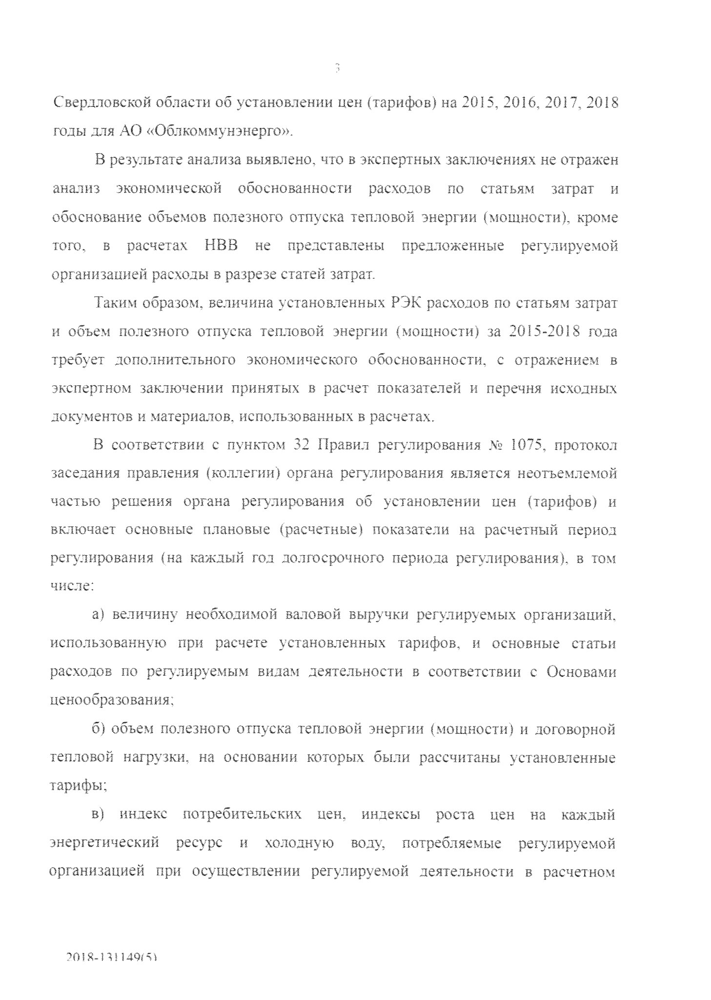 3
Свердловской области об установлении цен (тарифов) на 2015, 2016, 2017, 2018
годы для АО «Облкоммунэнерго».
В результате анализа выявлено, что в экспертных заключениях не отражен
анализ экономической обоснованности расходов по статьям затрат и
обоснование объемов полезного отпуска тепловой энергии (мощности), кроме
того, в расчетах НВВ не представлены предложенные регулируемой
организацией расходы в разрезе статей затрат.
Таким образом, величина установленных РЭК расходов по статьям затрат
и объем полезного отпуска тепловой энергии (мощности) за 2015-2018 года
требует дополнительного экономического обоснованности, с отражением в
экспертном заключении принятых в расчет показателей и перечня исходных
документов и материалов, использованных в расчетах.
В соответствии с пунктом 32 Правил регулирования № 1075, протокол
заседания правления (коллегии) органа регулирования является неотъемлемой
частью решения органа регулирования об установлении цен (тарифов) и
включает основные плановые (расчетные) показатели на расчетный период
регулирования (на каждый год долгосрочного периода регулирования), в том
числе:
а) величину необходимой валовой выручки регулируемых организаций,
использованную при расчете установленных тарифов, и основные статьи
расходов по регулируемым видам деятельности в соответствии с Основами
ценообразования;
б) объем полезного отпуска тепловой энергии (мощности) и договорной
тепловой нагрузки, на основании которых были рассчитаны установленные
тарифы;
в) индекс потребительских цен, индексы роста цен на каждый
энергетический ресурс и холодную воду, потребляемые регулируемой
организацией при осуществлении регулируемой деятельности в расчетном
2018-131149(5)